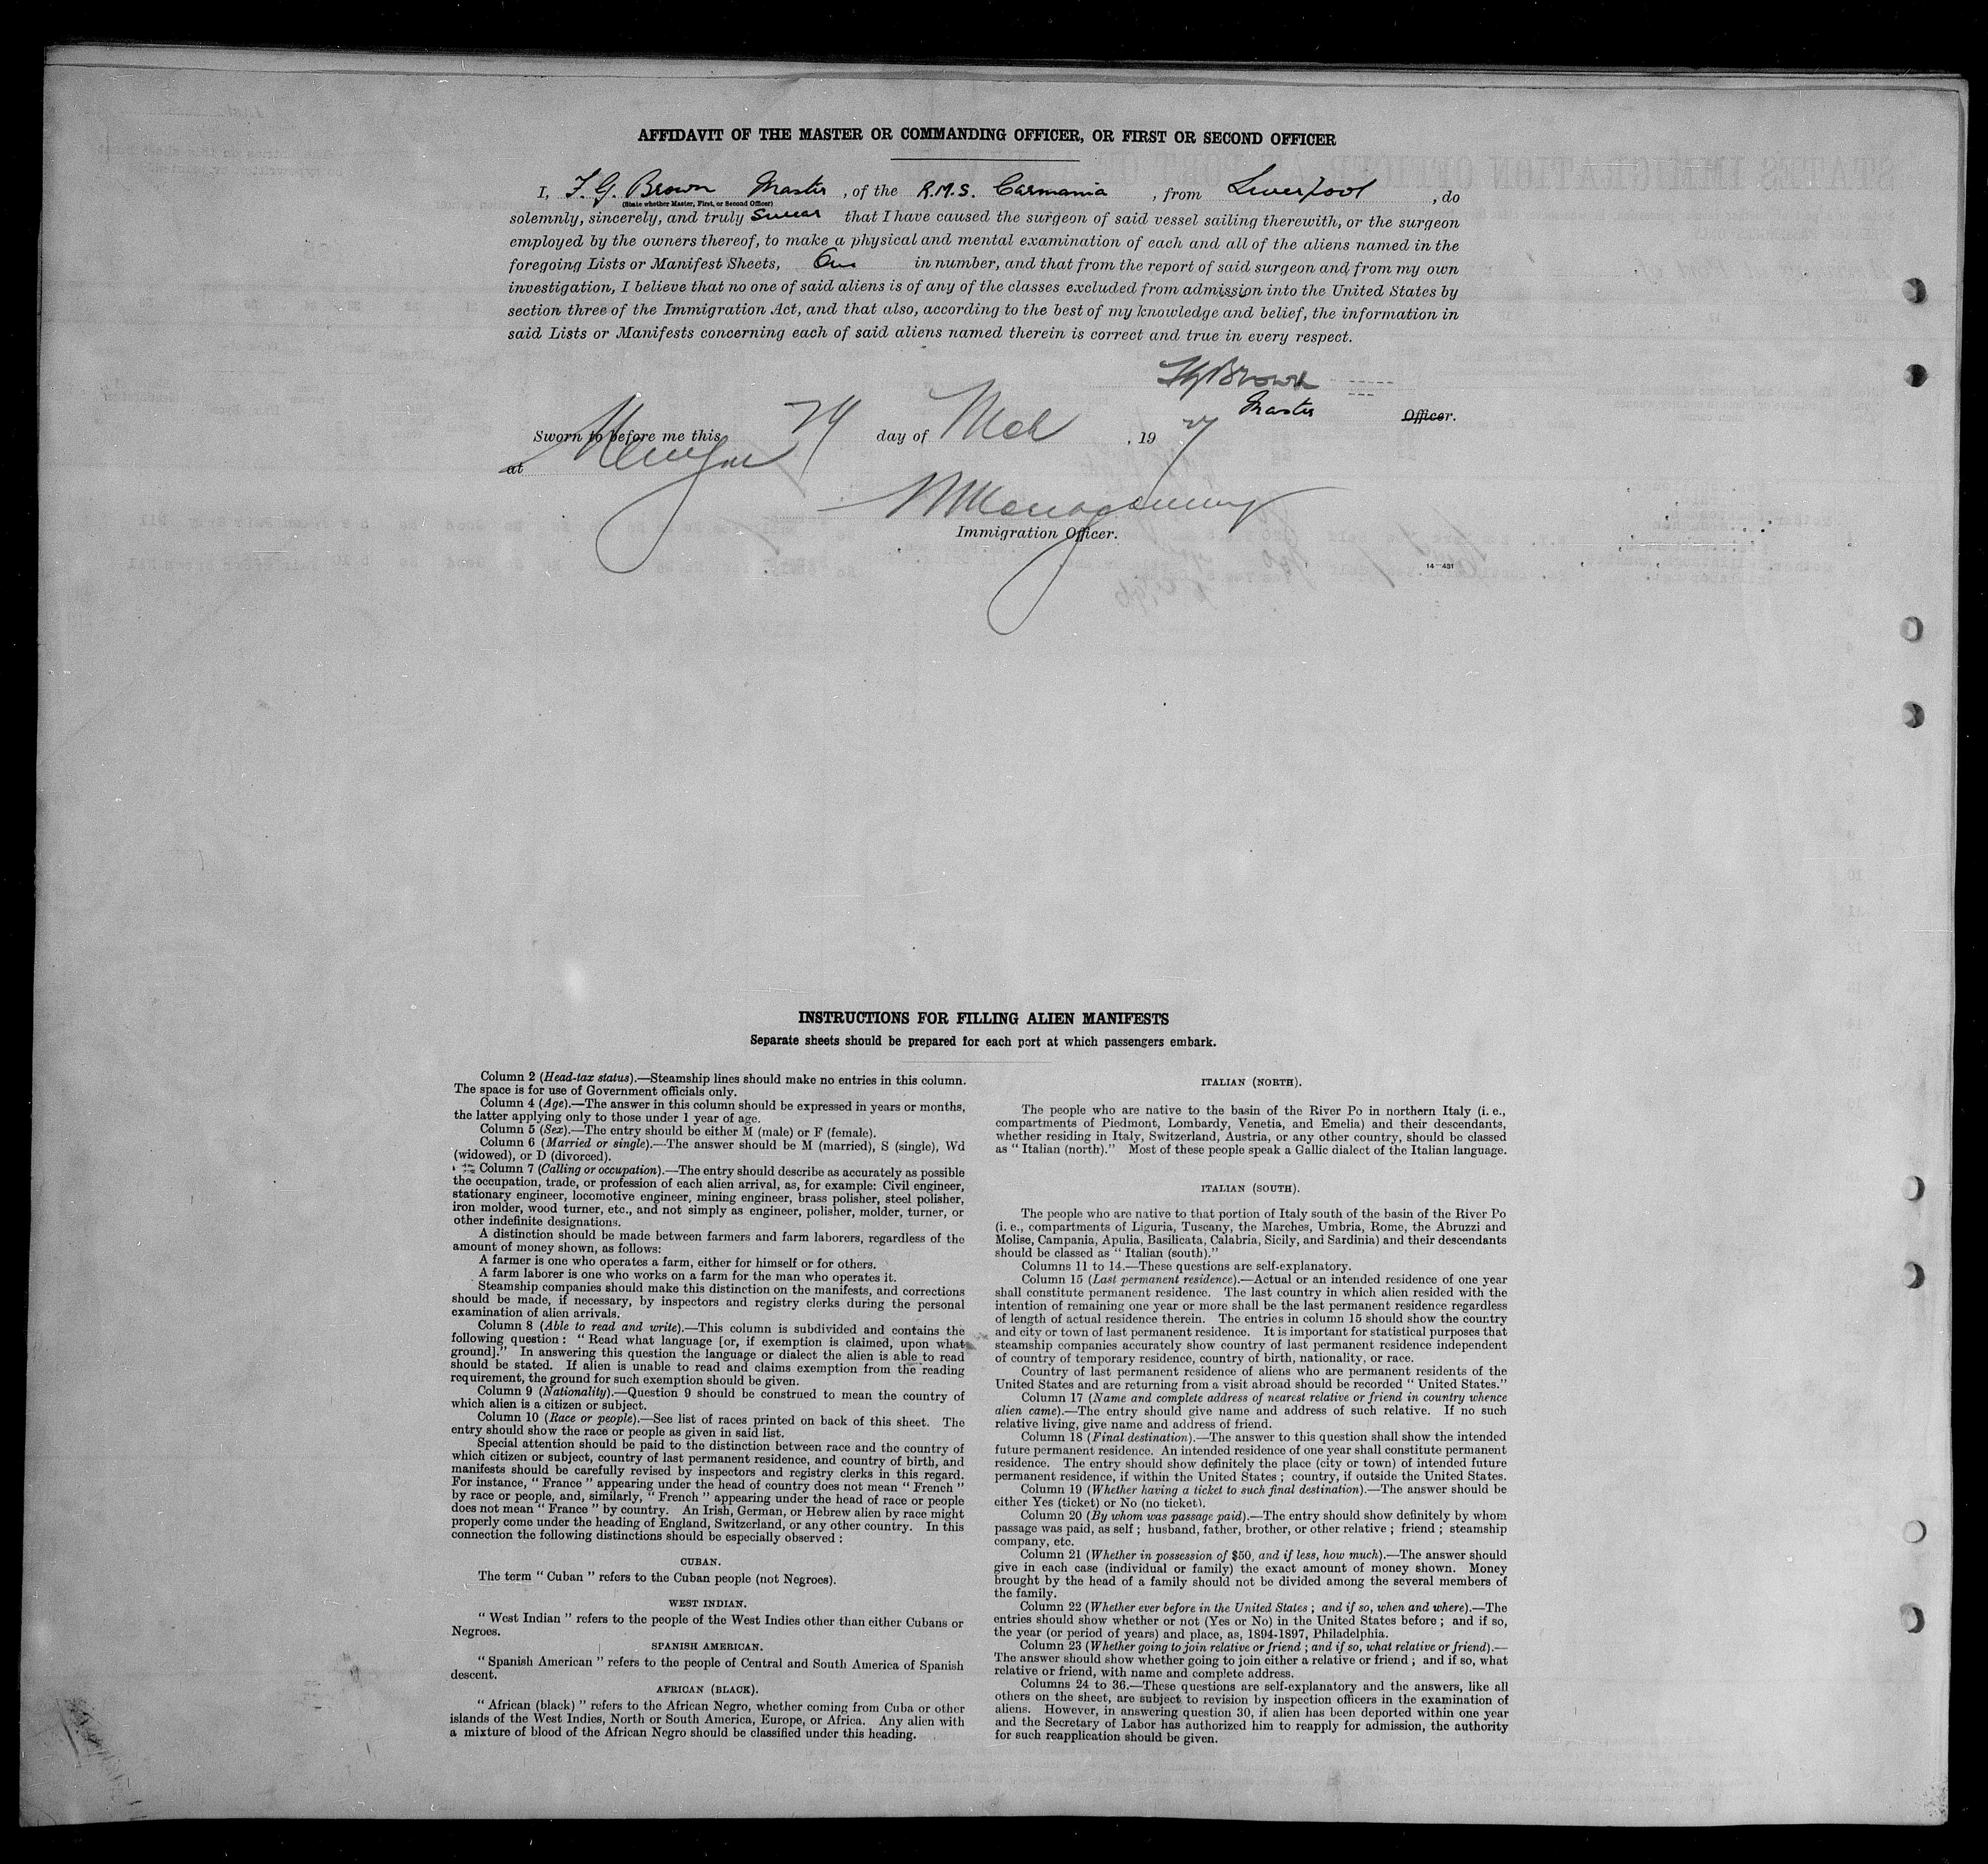 AFFIDAVIT OF THE MASTER OR COMMANDING OFFICER, OR FIRST OR SECOND OFFICER
I, F. G. Brown Master, of the R.M.S. Carmania, from Liverpool, do
(State whether Master, First, or Second Officer)
solemnly, sincerely, and truly swear that I have caused the surgeon of said vessel sailing therewith, or the surgeon
employed by the owners thereof, to make a physical and mental examination of each and all of the aliens named in the
foregoing Lists or Manifest Sheets, One in number, and that from the report of said surgeon and from my own
investigation, I believe that no one of said aliens is of any of the classes excluded from admission into the United States by
section three of the Immigration Act, and that also, according to the best of my knowledge and belief, the information in
said Lists or Manifests concerning each of said aliens named therein is correct and true in every respect.
F G Brown
Master Officer.
Sworn to before me this day of Mch, 1927
at
Immigration Officer.
14—431
INSTRUCTIONS FOR FILLING ALIEN MANIFESTS
Separate sheets should be prepared for each port at which passengers embark.
Column 2 (Head-tax status).—Steamship lines should make no entries in this column.
The space is for use of Government officials only.
Column 4 (Age).—The answer in this column should be expressed in years or months,
the latter applying only to those under 1 year of age.
Column 5 (Sex).—The entry should be either M (male) or F (female).
Column 6 (Married or single).—The answer should be M (married), S (single), Wd
(widowed), or D (divorced).
Column 7 (Calling or occupation).—The entry should describe as accurately as possible
the occupation, trade, or profession of each alien arrival, as, for example: Civil engineer,
stationary engineer, locomotive engineer, mining engineer, brass polisher, steel polisher,
iron molder, wood turner, etc., and not simply as engineer, polisher, molder, turner, or
other indefinite designations.
A distinction should be made between farmers and farm laborers, regardless of the
amount of money shown, as follows:
A farmer is one who operates a farm, either for himself or for others.
A farm laborer is one who works on a farm for the man who operates it.
Steamship companies should make this distinction on the manifests, and corrections
should be made, if necessary, by inspectors and registry clerks during the personal
examination of alien arrivals.
Column 8 (Able to read and write).—This column is subdivided and contains the
following question: "Read what language [or, if exemption is claimed, upon what
ground]." In answering this question the language or dialect the alien is able to read
should be stated. If alien is unable to read and claims exemption from the reading
requirement, the ground for such exemption should be given.
Column 9 (Nationality).—Question 9 should be construed to mean the country of
which alien is a citizen or subject.
Column 10 (Race or people).—See list of races printed on back of this sheet. The
entry should show the race or people as given in said list.
Special attention should be paid to the distinction between race and the country of
which citizen or subject, country of last permanent residence, and country of birth, and
manifests should be carefully revised by inspectors and registry clerks in this regard.
For instance, "France" appearing under the head of country does not mean "French"
by race or people, and, similarly, "French" appearing under the head of race or people
does not mean "France" by country. An Irish, German, or Hebrew alien by race might
properly come under the heading of England, Switzerland, or any other country. In this
connection the following distinctions should be especially observed:
CUBAN.
The term "Cuban" refers to the Cuban people (not Negroes).
WEST INDIAN.
"West Indian" refers to the people of the West Indies other than either Cubans or
Negroes.
SPANISH AMERICAN.
"Spanish American" refers to the people of Central and South America of Spanish
descent.
AFRICAN (BLACK).
"African (black)" refers to the African Negro, whether coming from Cuba or other
islands of the West Indies, North or South America, Europe, or Africa. Any alien with
a mixture of blood of the African Negro should be classified under this heading.
ITALIAN (NORTH).
The people who are native to the basin of the River Po in northern Italy (i. e.,
compartments of Piedmont, Lombardy, Venetia, and Emelia) and their descendants,
whether residing in Italy, Switzerland, Austria, or any other country, should be classed
as "Italian (north)." Most of these people speak a Gallic dialect of the Italian language.
ITALIAN (SOUTH).
The people who are native to that portion of Italy south of the basin of the River Po
(i. e., compartments of Liguria, Tuscany, the Marches, Umbria, Rome, the Abruzzi and
Molise, Campania, Apulia, Basilicata, Calabria, Sicily, and Sardinia) and their descendants
should be classed as "Italian (south)."
Columns 11 to 14.—These questions are self-explanatory.
Column 15 (Last permanent residence).—Actual or an intended residence of one year
shall constitute permanent residence. The last country in which alien resided with the
intention of remaining one year or more shall be the last permanent residence regardless
of length of actual residence therein. The entries in column 15 should show the country
and city or town of last permanent residence. It is important for statistical purposes that
steamship companies accurately show country of last permanent residence independent
of country of temporary residence, country of birth, nationality, or race.
Country of last permanent residence of aliens who are permanent residents of the
United States and are returning from a visit abroad should be recorded "United States."
Column 17 (Name and complete address of nearest relative or friend in country whence
alien came).—The entry should give name and address of such relative. If no such
relative living, give name and address of friend.
Column 18 (Final destination).—The answer to this question shall show the intended
future permanent residence. An intended residence of one year shall constitute permanent
residence. The entry should show definitely the place (city or town) of intended future
permanent residence, if within the United States; country, if outside the United States.
Column 19 (Whether having a ticket to such final destination).—The answer should be
either Yes (ticket) or No (no ticket).
Column 20 (By whom was passage paid).—The entry should show definitely by whom
passage was paid, as self; husband, father, brother, or other relative; friend; steamship
company, etc.
Column 21 (Whether in possession of $50, and if less, how much).—The answer should
give in each case (individual or family) the exact amount of money shown. Money
brought by the head of a family should not be divided among the several members of
the family.
Column 22 (Whether ever before in the United States; and if so, when and where).—The
entries should show whether or not (Yes or No) in the United States before; and if so,
the year (or period of years) and place, as, 1894-1897, Philadelphia.
Column 23 (Whether going to join relative or friend; and if so, what relative or friend).—
The answer should show whether going to join either a relative or friend; and if so, what
relative or friend, with name and complete address.
Columns 24 to 36.—These questions are self-explanatory and the answers, like all
others on the sheet, are subject to revision by inspection officers in the examination of
aliens. However, in answering question 30, if alien has been deported within one year
and the Secretary of Labor has authorized him to reapply for admission, the authority
for such reapplication should be given.